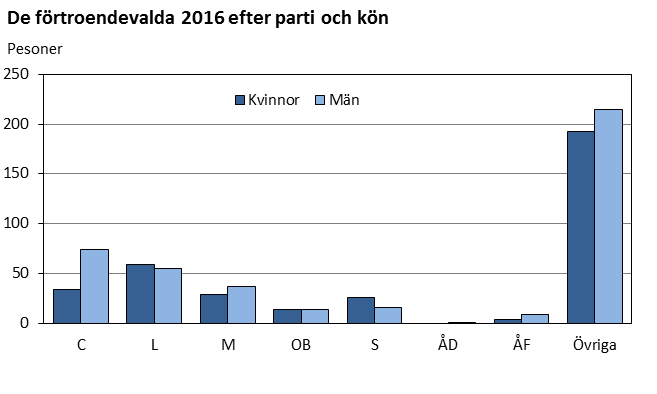 De förtroendevalda 2016 efter parti och kön
Pesoner
250
Kvinnor Män
200
150
100
50
0
C L M OB S ÅD ÅF Övriga